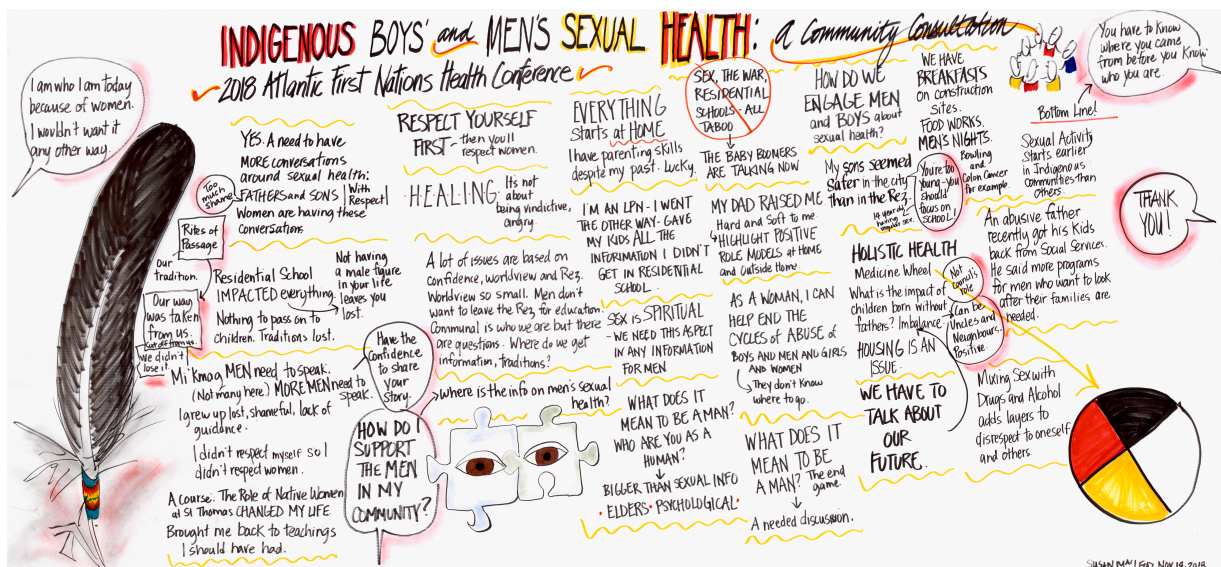 INDIGENOUS BOYS' and MEN'S SEXUAL HEALTH: a Community Consultation
2018 Atlantic First Nations Health Conference
I am who I am today
because of women.
I wouldn't want it
any other way.
YES. A need to have
MORE conversations
around sexual health:
FATHERS and SONS
With
Respect
Women are having these
Conversations
Too
much
shame
Rites of
Passage
Our
tradition.
Our way
was taken
from us.
cut off from us.
We didn't
lose it
Residential School
IMPACTED everything.
Nothing to pass on to
children. Traditions lost.
Not having
a male figure
in your life
leaves you
lost.
Mi'kmaq MEN need to speak.
(Not many here) MORE MEN need to
speak.
I grew up lost, shameful, lack of
guidance.
I didn't respect myself so I
didn't respect women.
A course: The Role of Native Women
at St Thomas CHANGED MY LIFE
Brought me back to teachings
I should have had.
Have the
Confidence
to share
your
Story.
HOW DO I
SUPPORT
THE MEN
IN MY
COMMUNITY?
RESPECT YOURSELF
FIRST - then you'll
respect women.
HEALING.
It's not
about
being vindictive,
angry.
A lot of issues are based on
Confidence, worldview and Rez.
Worldview so small. Men don't
want to leave the Rez, for education.
Communal is who we are but there
are questions. Where do we get
information, traditions?
Where is the info on men's sexual
health?
EVERYTHING
Starts at HOME
I have parenting skills
despite my past. Lucky.
I'M AN LPN - I WENT
THE OTHER WAY - GAVE
MY KIDS ALL THE
INFORMATION I DIDN'T
GET IN RESIDENTIAL
SCHOOL.
SEX IS SPIRITUAL
- WE NEED THIS ASPECT
IN ANY INFORMATION
FOR MEN
WHAT DOES IT
MEAN TO BE A MAN?
WHO ARE YOU AS A
HUMAN?
BIGGER THAN SEXUAL INFO
• ELDERS • PSYCHOLOGICAL •
SEX, THE WAR,
RESIDENTIAL
SCHOOLS - ALL
TABOO
THE BABY BOOMERS
ARE TALKING NOW
MY DAD RAISED ME
Hard and Soft to me
HIGHLIGHT POSITIVE
ROLE MODELS at HOME
and Outside Home.
AS A WOMAN, I CAN
HELP END THE
CYCLES OF ABUSE of
BOYS AND MEN AND GIRLS
AND WOMEN
They don't know
where to go.
WHAT DOES IT
MEAN TO BE
A MAN?
The end
game.
A needed discussion.
HOW DO WE
ENGAGE MEN
and BOYS about
sexual health?
My sons seemed
Safer in the city
than in the Rez.
14 year olds
having
regular sex.
You're too
young - you
should
focus on
SCHOOL!
HOLISTIC HEALTH
Medicine Wheel
What is the impact of
children born without
fathers? Imbalance
Not
Council's
role
Can be
Uncles and
Neighbours.
Positive.
HOUSING IS AN
ISSUE.
WE HAVE TO
TALK ABOUT
OUR
FUTURE.
WE HAVE
BREAKFASTS
ON construction
SITES.
FOOD WORKS.
MEN'S NIGHTS.
Bowling
and
Colon Cancer
for example.
You have to Know
where you came
from before you Know
who you are.
Bottom Line!
Sexual Activity
Starts earlier
in Indigenous
Communities than
Others.
THANK
YOU!
An abusive father
recently got his Kids
back from Social Services.
He said more programs
for men who want to look
after their families are
needed.
Mixing Sex with
Drugs and Alcohol
adds layers to
disrespect to oneself
and others.
SUSAN MacLEOD NOV 14, 2018